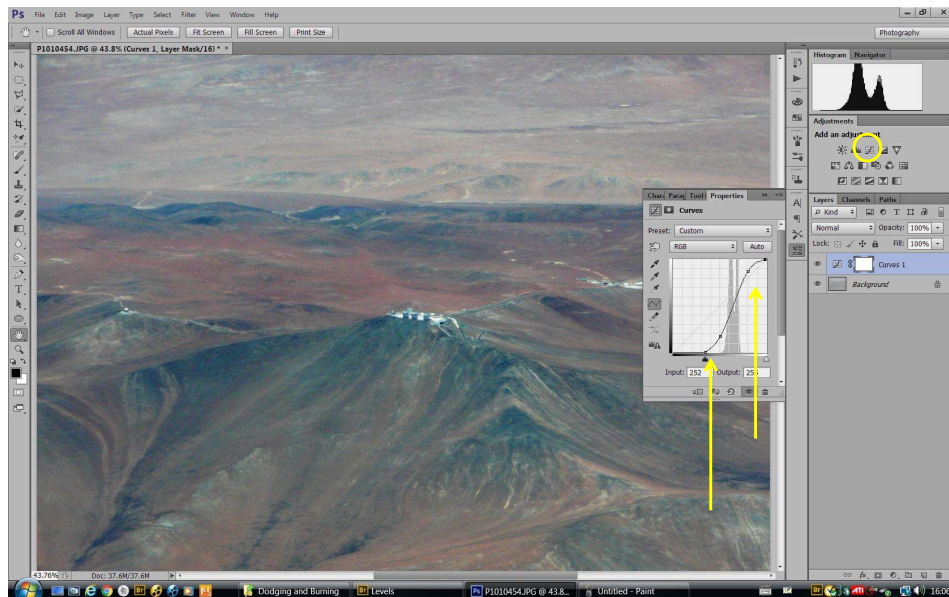 Ps File Edit Image Layer Type Select Filter View Window Help
Scroll All Windows Actual Pixels Fit Screen Fill Screen Print Size Photography
P1010454.JPG @ 43.8% (Curves 1, Layer Mask/16) * ×
Histogram Navigator
Adjustments
Add an adjustment
Properties
Curves
Preset: Custom
RGB Auto
Input: 252 Output: 255
Layers Channels Paths
Kind
Normal Opacity: 100%
Lock: Fill: 100%
Curves 1
Background
43.76% Doc: 37.6M/37.6M
Dodging and Burning Br Levels Ps P1010454.JPG @ 43.8... Untitled - Paint